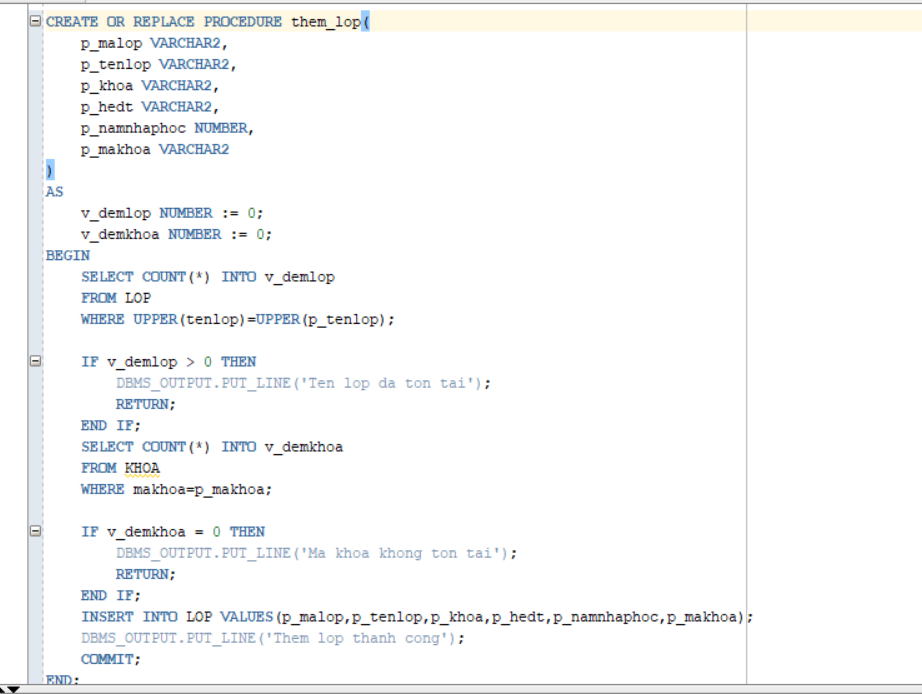 CREATE OR REPLACE PROCEDURE them_lop(
    p_malop VARCHAR2,
    p_tenlop VARCHAR2,
    p_khoa VARCHAR2,
    p_hedt VARCHAR2,
    p_namnhaphoc NUMBER,
    p_makhoa VARCHAR2
)
AS
    v_demlop NUMBER := 0;
    v_demkhoa NUMBER := 0;
BEGIN
    SELECT COUNT(*) INTO v_demlop
    FROM LOP
    WHERE UPPER(tenlop)=UPPER(p_tenlop);

    IF v_demlop > 0 THEN
        DBMS_OUTPUT.PUT_LINE('Ten lop da ton tai');
        RETURN;
    END IF;
    SELECT COUNT(*) INTO v_demkhoa
    FROM KHOA
    WHERE makhoa=p_makhoa;

    IF v_demkhoa = 0 THEN
        DBMS_OUTPUT.PUT_LINE('Ma khoa khong ton tai');
        RETURN;
    END IF;
    INSERT INTO LOP VALUES(p_malop,p_tenlop,p_khoa,p_hedt,p_namnhaphoc,p_makhoa);
    DBMS_OUTPUT.PUT_LINE('Them lop thanh cong');
    COMMIT;
END;